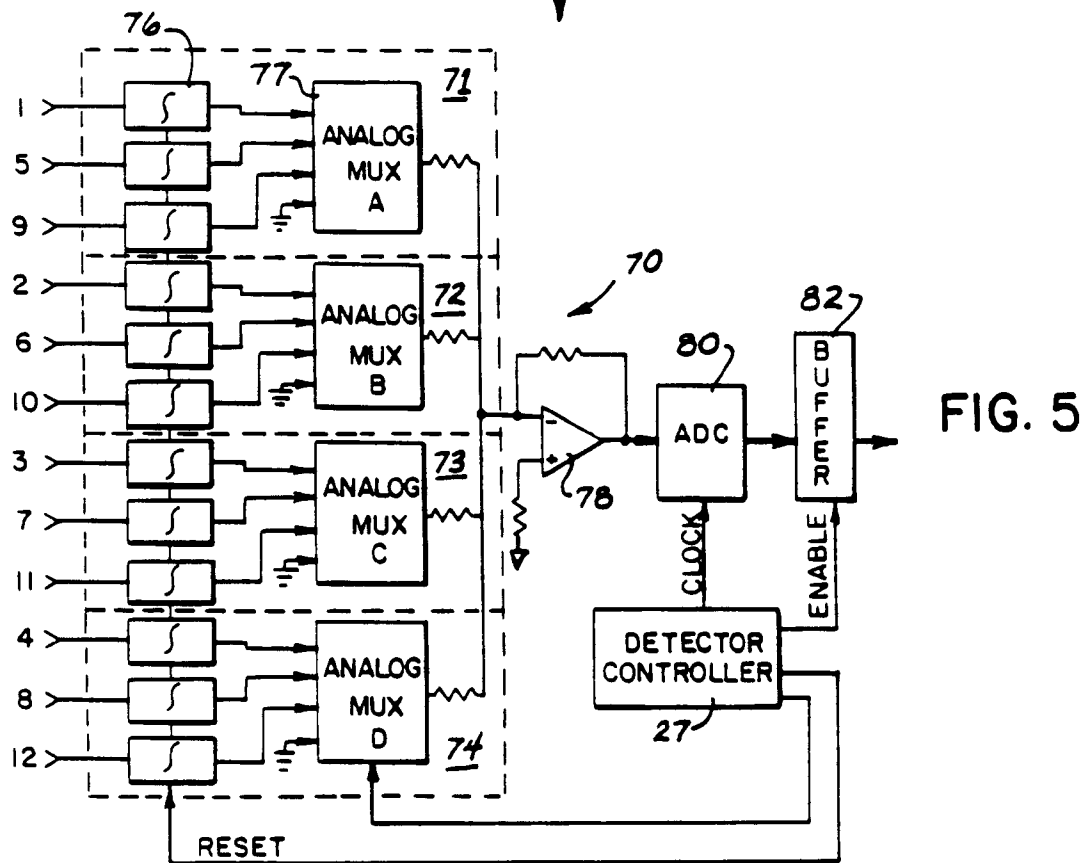 76
1
5
9
77
ANALOG
MUX
A
71
2
6
10
ANALOG
MUX
B
72
3
7
11
ANALOG
MUX
C
73
4
8
12
ANALOG
MUX
D
74
70
-
+
78
80
ADC
82
BUFFER
FIG. 5
CLOCK
ENABLE
DETECTOR
CONTROLLER
27
RESET